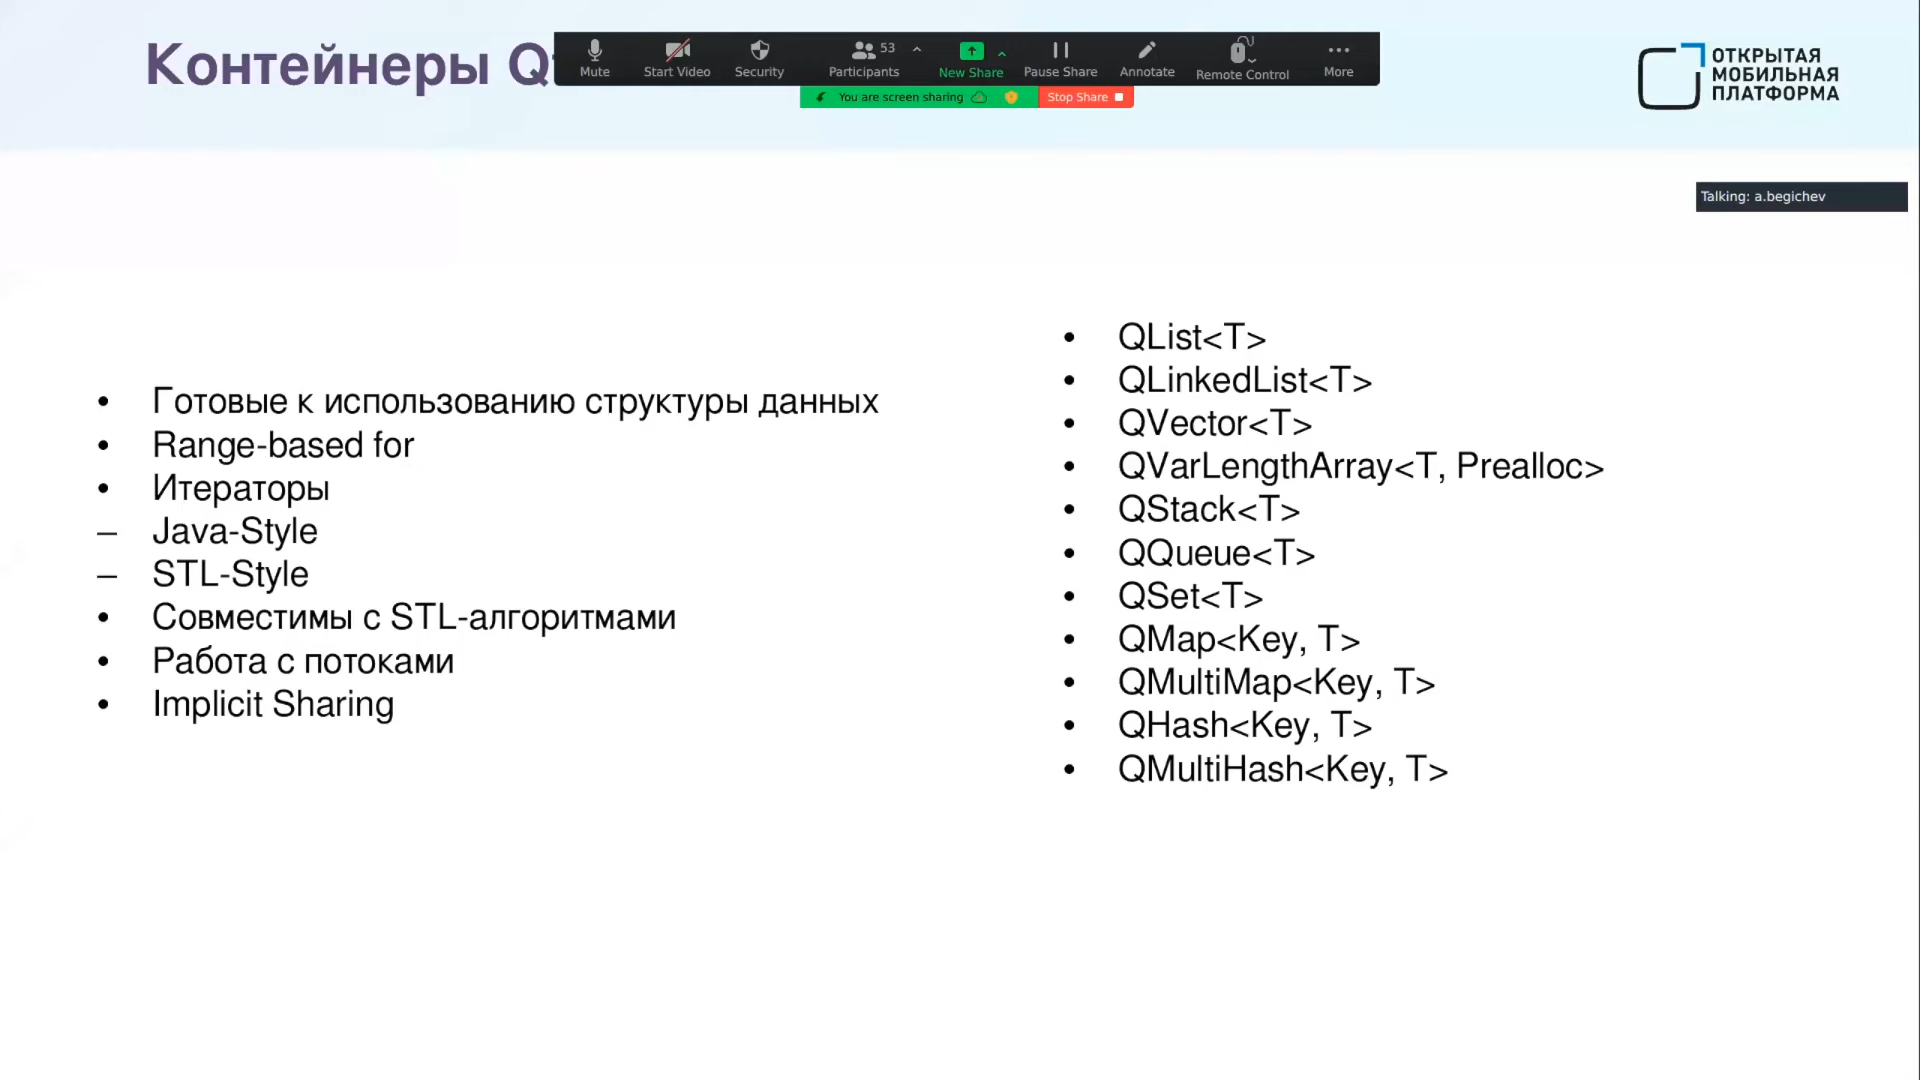 Контейнеры Q
Mute
Start Video
Security
Participants
53
New Share
Pause Share
Annotate
Remote Control
More
You are screen sharing
Stop Share
ОТКРЫТАЯ
МОБИЛЬНАЯ
ПЛАТФОРМА
Talking: a.begichev
• Готовые к использованию структуры данных
• Range-based for
• Итераторы
– Java-Style
– STL-Style
• Совместимы с STL-алгоритмами
• Работа с потоками
• Implicit Sharing
• QList<T>
• QLinkedList<T>
• QVector<T>
• QVarLengthArray<T, Prealloc>
• QStack<T>
• QQueue<T>
• QSet<T>
• QMap<Key, T>
• QMultiMap<Key, T>
• QHash<Key, T>
• QMultiHash<Key, T>